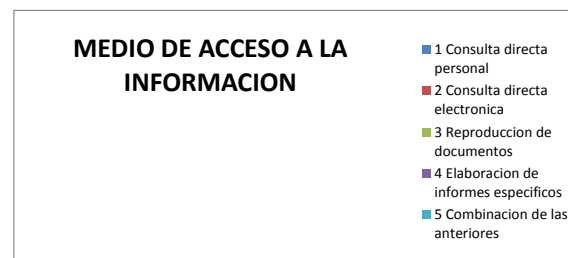 MEDIO DE ACCESO A LA
INFORMACION
1 Consulta directa
personal
2 Consulta directa
electronica
3 Reproduccion de
documentos
4 Elaboracion de
informes especificos
5 Combinacion de las
anteriores